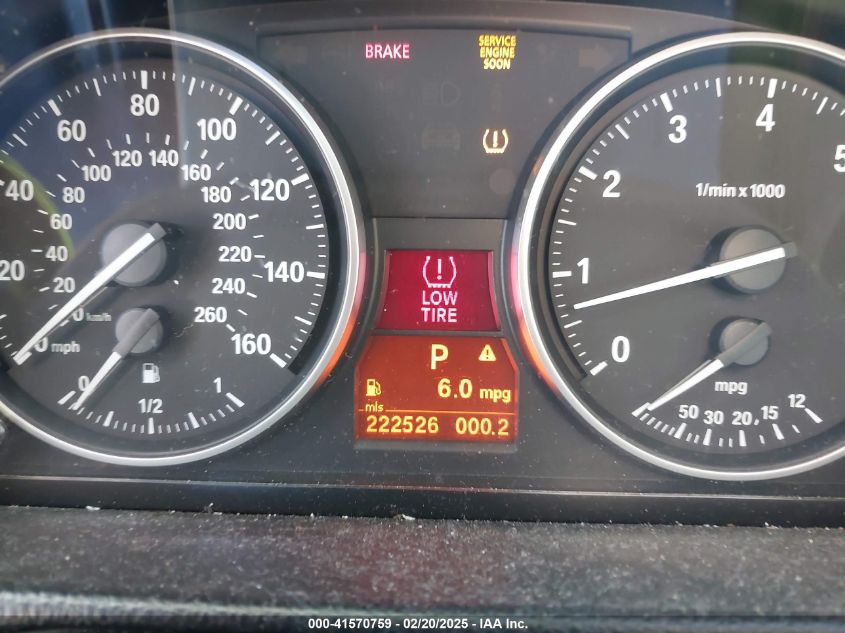 BRAKE
SERVICE
ENGINE
SOON
20 40 60 80 100 120 140 160
0 mph
0 km/h
20 40 60 80 100 120 140 160 180 200 220 240 260
0 1/2 1
LOW
TIRE
P
6.0 mpg
mls
222526 000.2
0 1 2 3 4 5
1/min x 1000
mpg
50 30 20 15 12
000-41570759 - 02/20/2025 - IAA Inc.